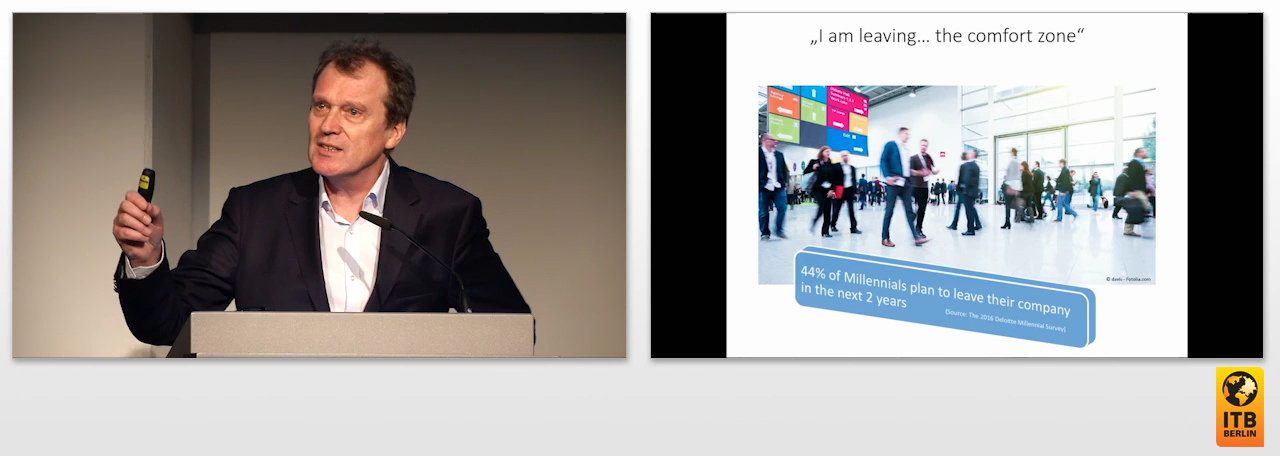 „I am leaving... the comfort zone“
Exit
© davis - Fotolia.com
44% of Millennials plan to leave their company
in the next 2 years
(Source: The 2016 Deloitte Millennial Survey)
ITB
BERLIN